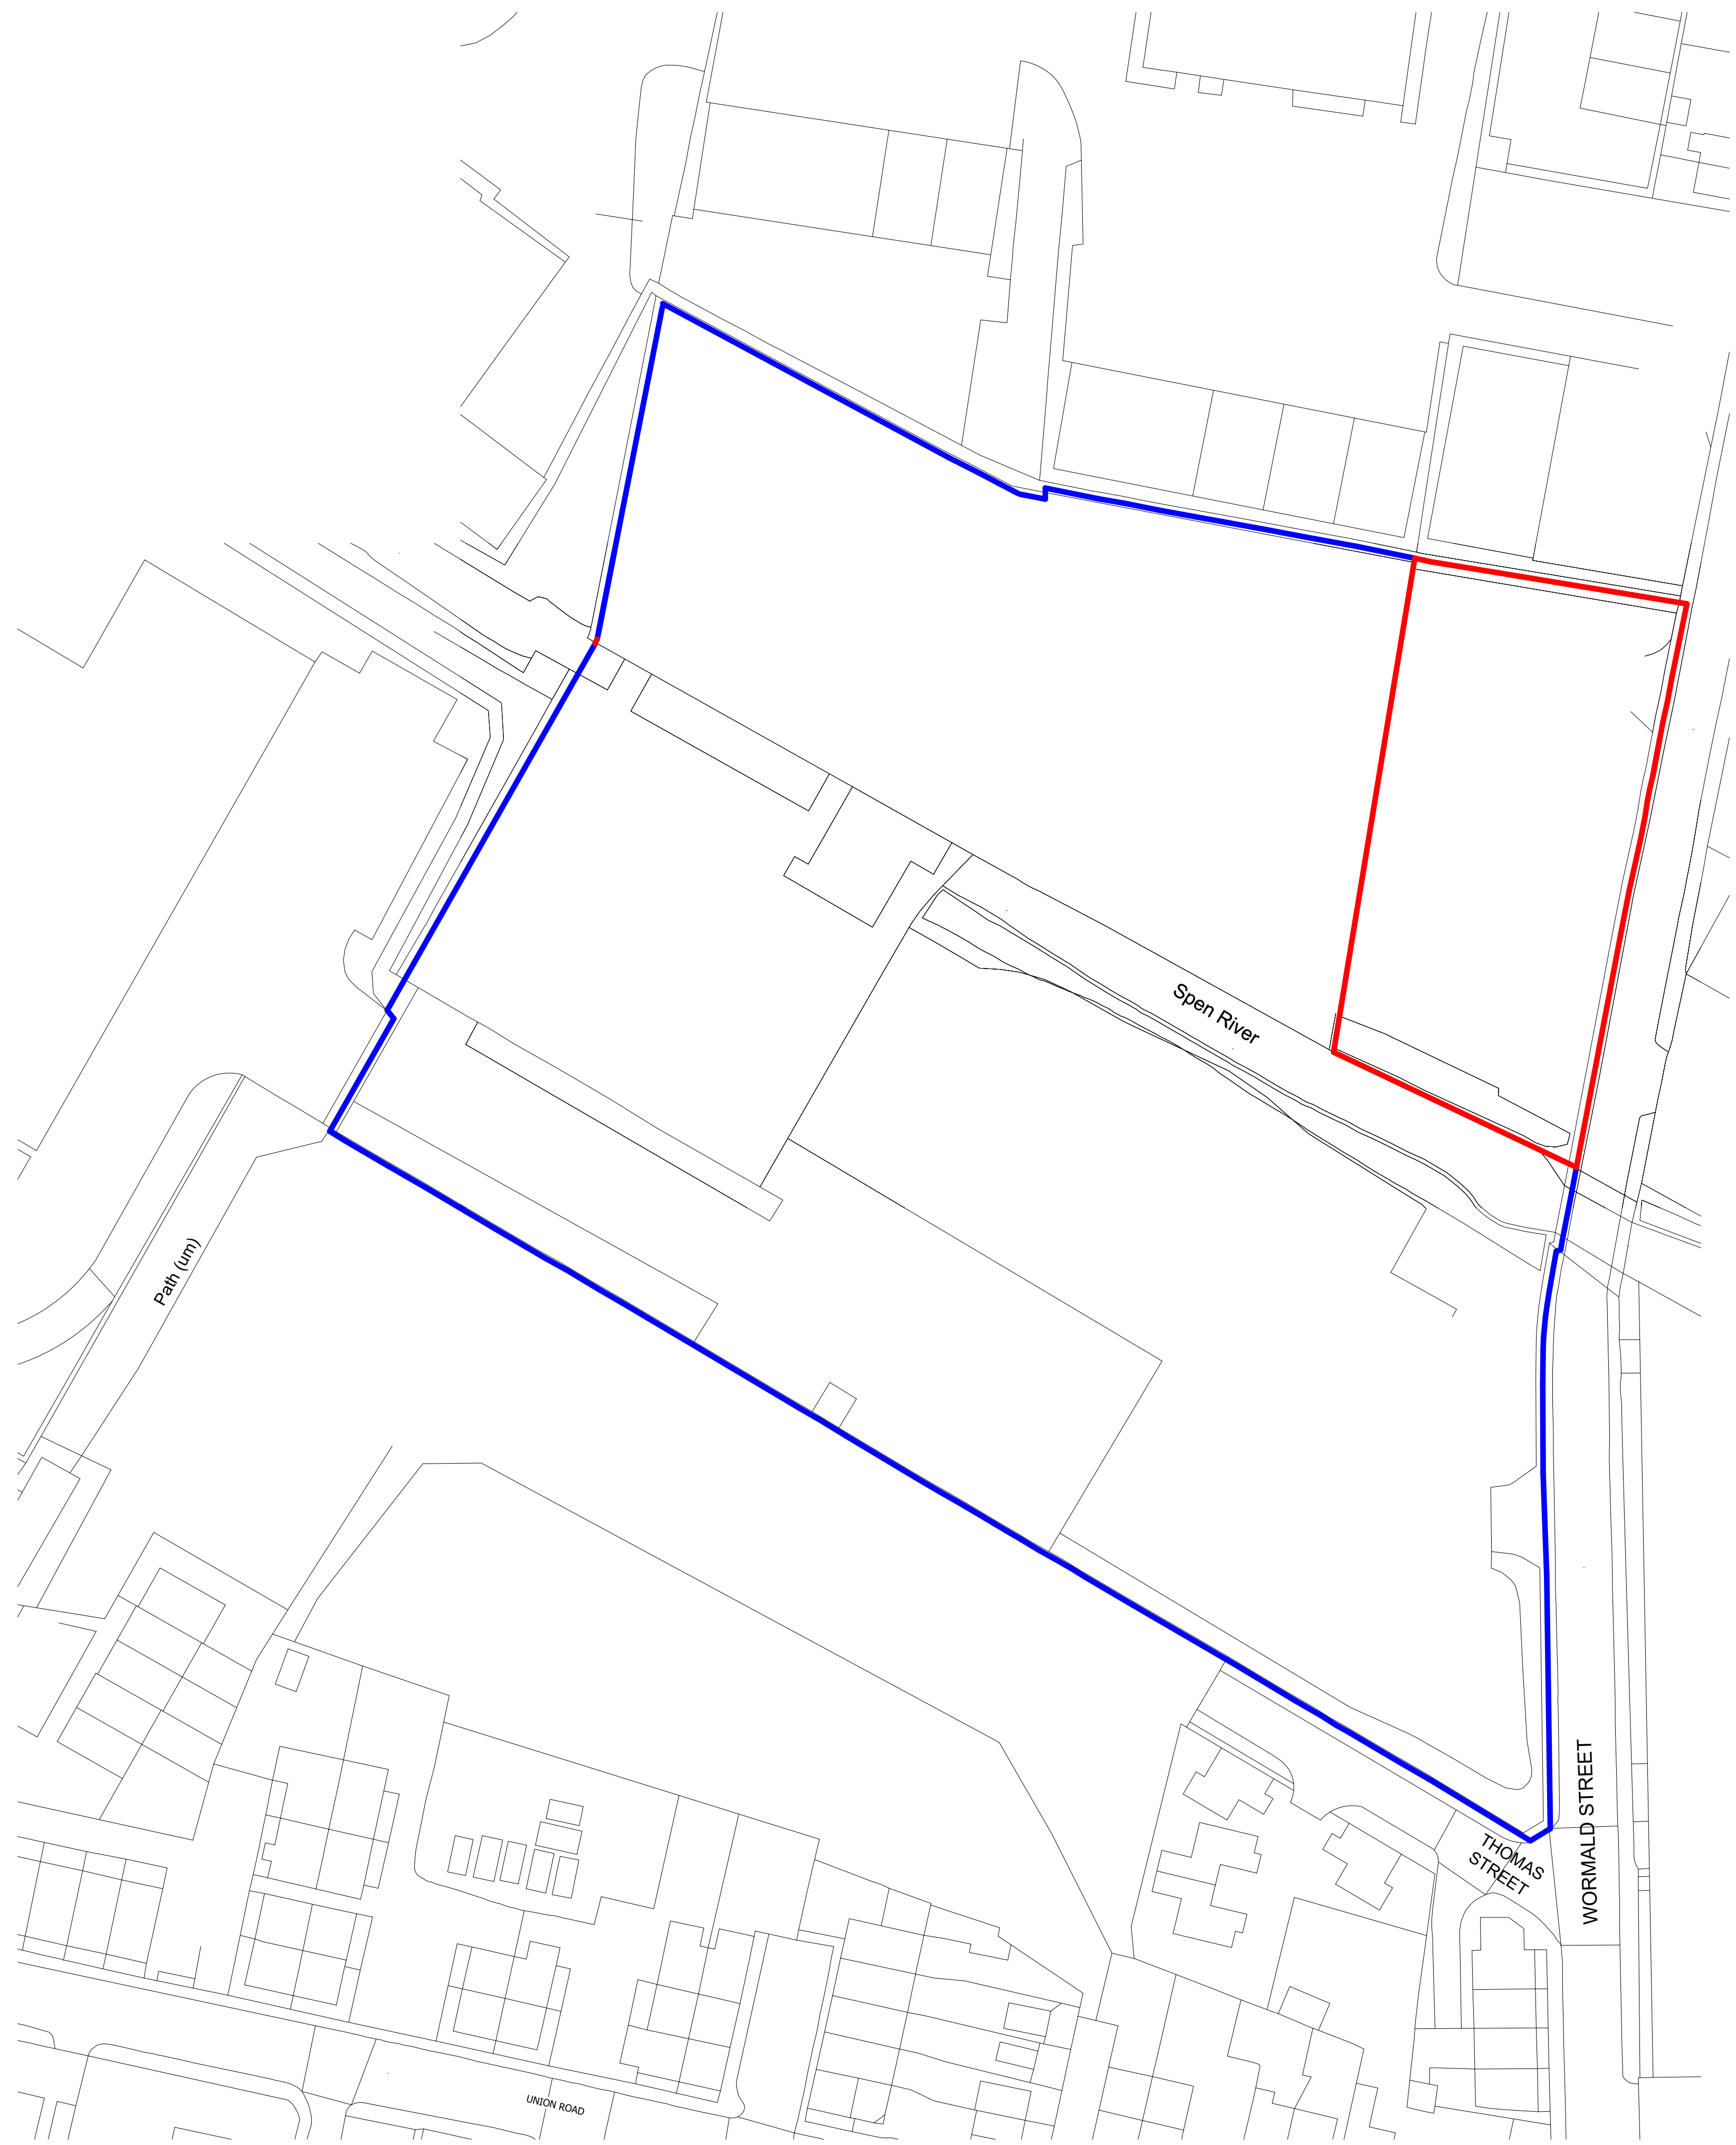 Spen River
Path (um)
WORMALD STREET
THOMAS
STREET
UNION ROAD